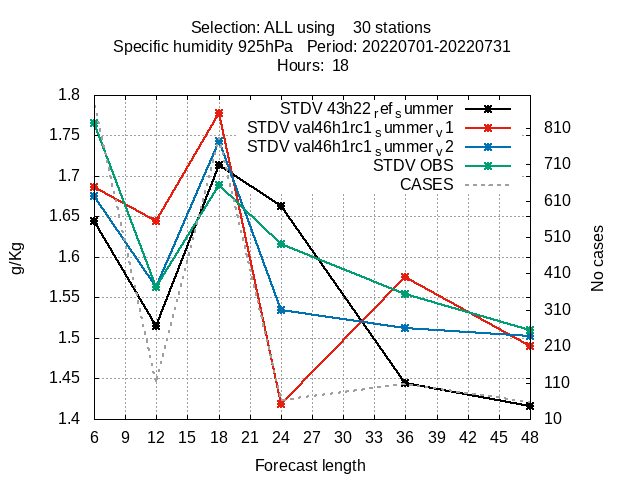 Selection: ALL using 30 stations
Specific humidity 925hPa Period: 20220701-20220731
Hours: 18
STDV 43h22refsummer
STDV val46h1rc1summerv1
STDV val46h1rc1summerv2
STDV OBS
CASES
1.8
1.75
1.7
1.65
1.6
1.55
1.5
1.45
1.4
g/Kg
810
710
610
510
410
310
210
110
10
No cases
6 9 12 15 18 21 24 27 30 33 36 39 42 45 48
Forecast length